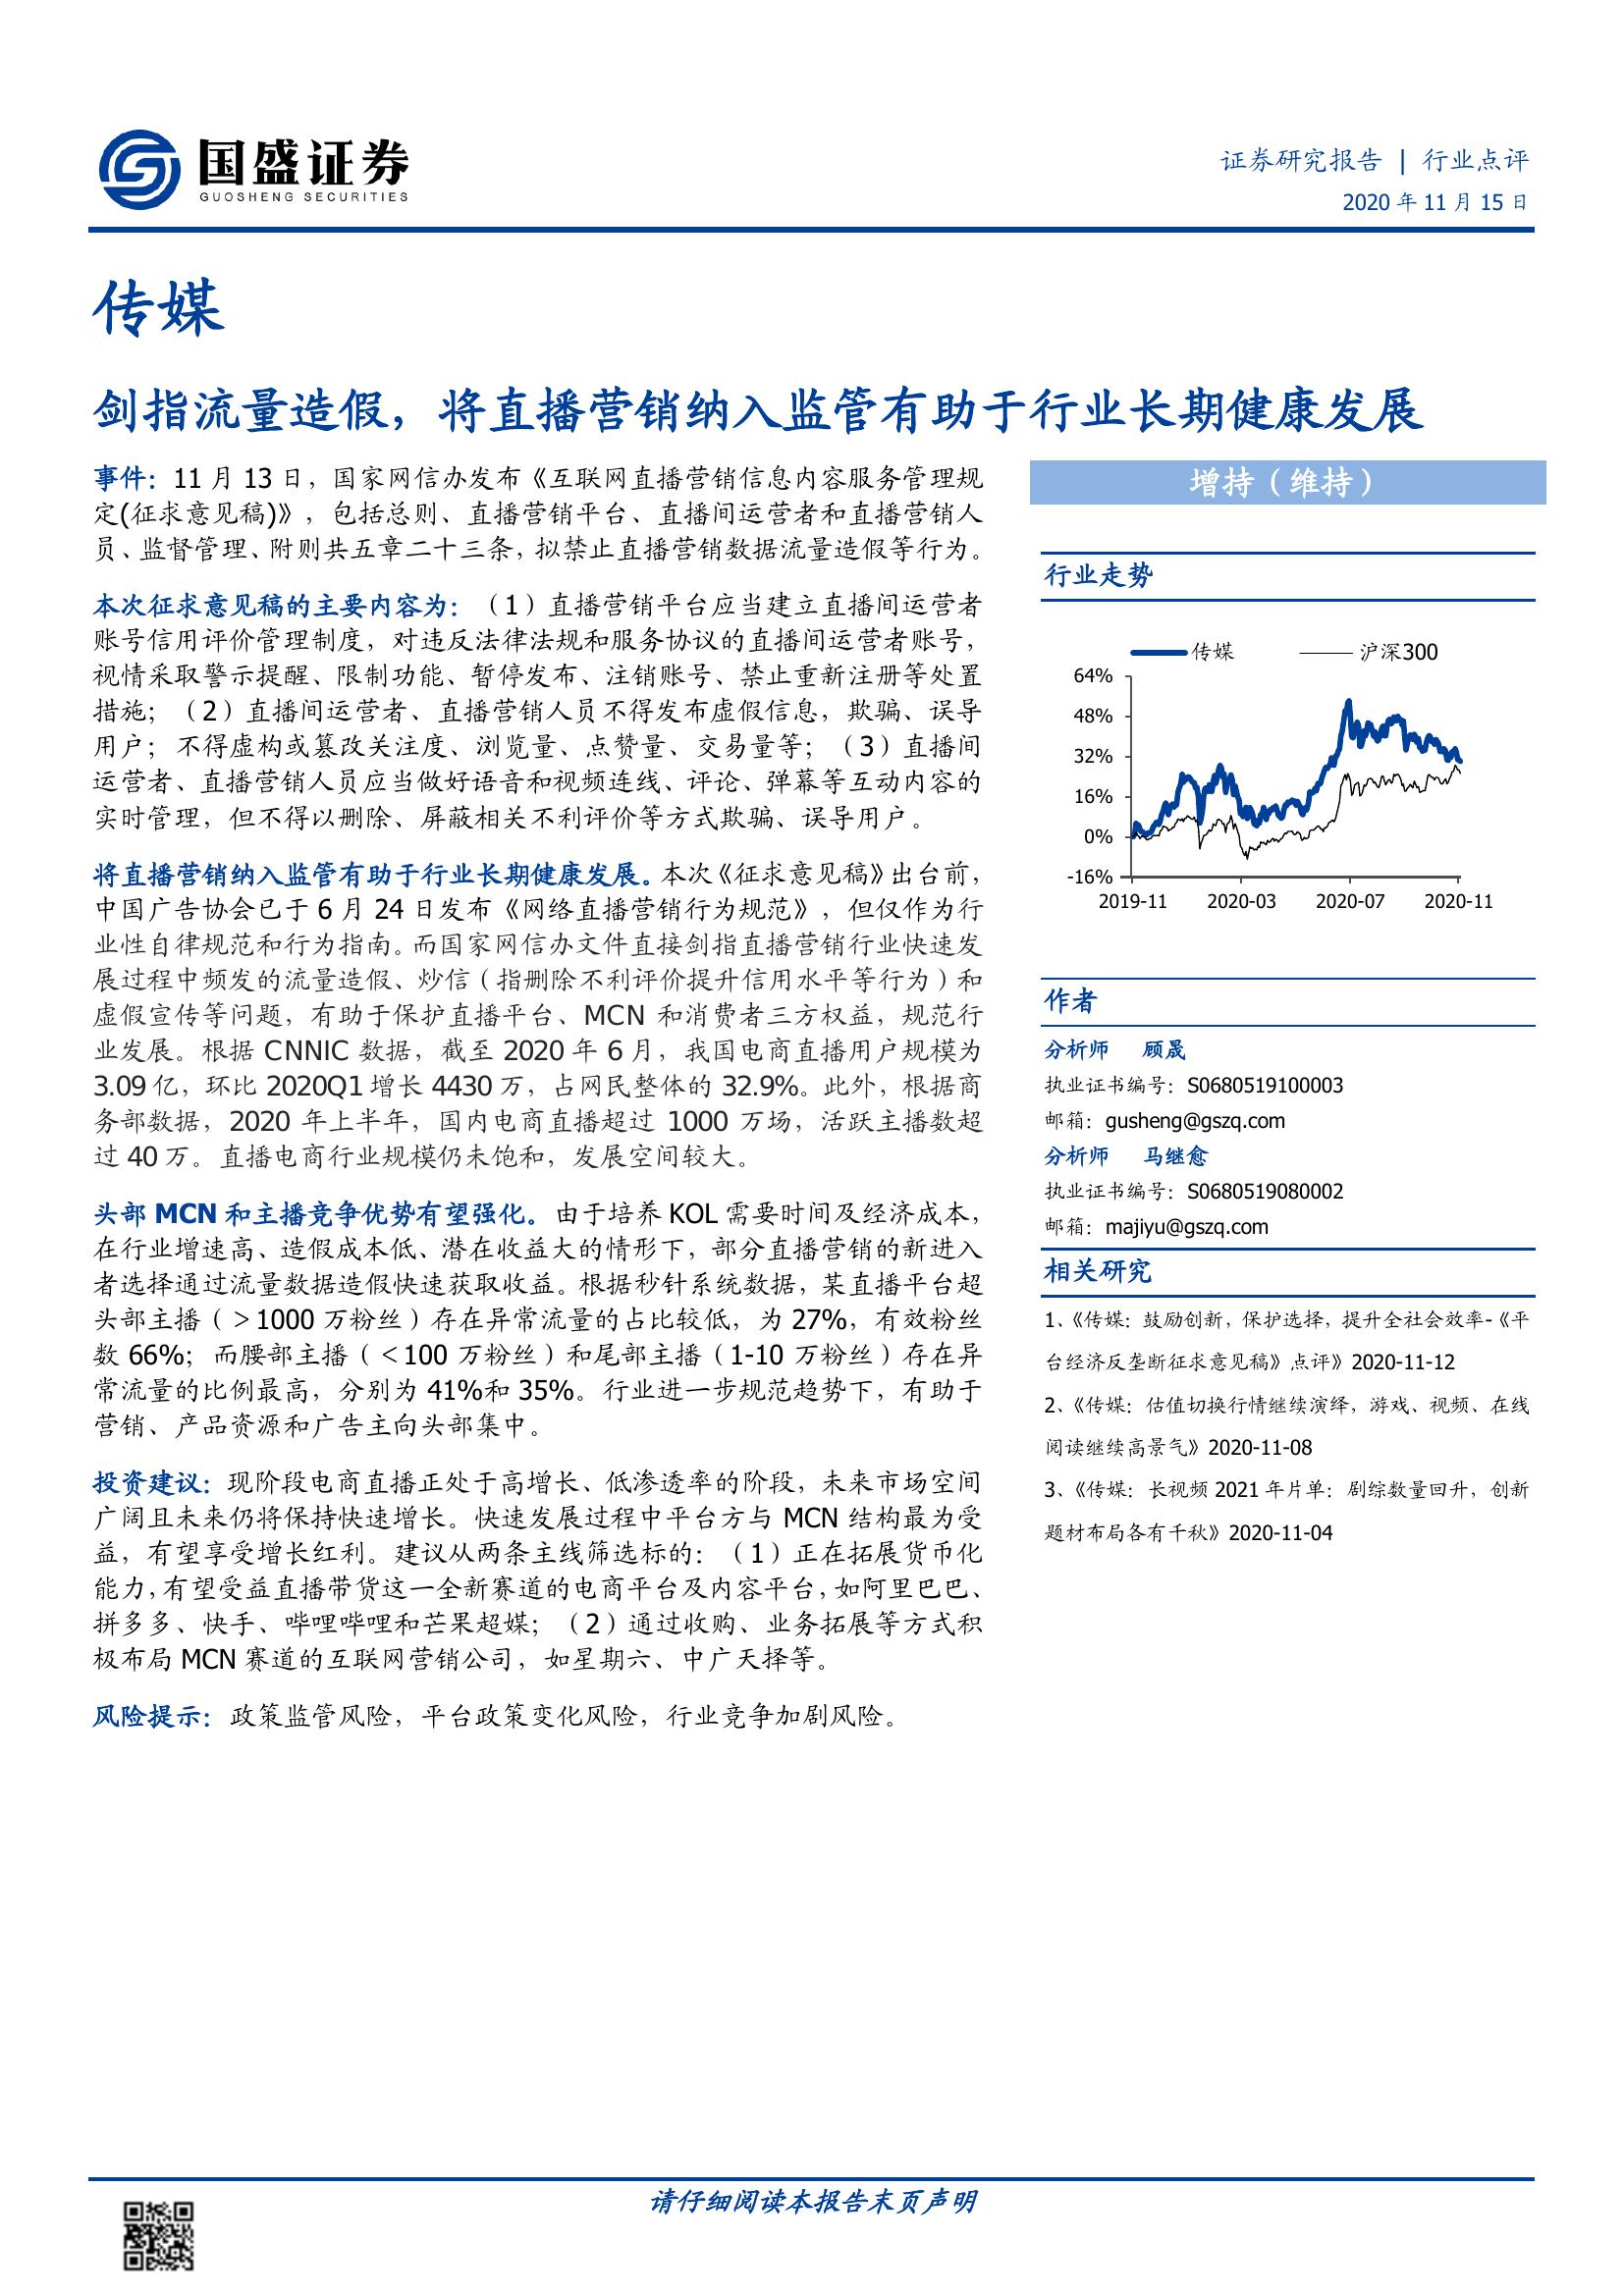 国盛证券
GUOSHENG SECURITIES
证券研究报告 | 行业点评
2020 年 11 月 15 日
传媒
剑指流量造假，将直播营销纳入监管有助于行业长期健康发展
事件：11 月 13 日，国家网信办发布《互联网直播营销信息内容服务管理规
定(征求意见稿)》，包括总则、直播营销平台、直播间运营者和直播营销人
员、监督管理、附则共五章二十三条，拟禁止直播营销数据流量造假等行为。
本次征求意见稿的主要内容为：（1）直播营销平台应当建立直播间运营者
账号信用评价管理制度，对违反法律法规和服务协议的直播间运营者账号，
视情采取警示提醒、限制功能、暂停发布、注销账号、禁止重新注册等处置
措施；（2）直播间运营者、直播营销人员不得发布虚假信息，欺骗、误导
用户；不得虚构或篡改关注度、浏览量、点赞量、交易量等；（3）直播间
运营者、直播营销人员应当做好语音和视频连线、评论、弹幕等互动内容的
实时管理，但不得以删除、屏蔽相关不利评价等方式欺骗、误导用户。
将直播营销纳入监管有助于行业长期健康发展。本次《征求意见稿》出台前，
中国广告协会已于 6 月 24 日发布《网络直播营销行为规范》，但仅作为行
业性自律规范和行为指南。而国家网信办文件直接剑指直播营销行业快速发
展过程中频发的流量造假、炒信（指删除不利评价提升信用水平等行为）和
虚假宣传等问题，有助于保护直播平台、MCN 和消费者三方权益，规范行
业发展。根据 CNNIC 数据，截至 2020 年 6 月，我国电商直播用户规模为
3.09 亿，环比 2020Q1 增长 4430 万，占网民整体的 32.9%。此外，根据商
务部数据，2020 年上半年，国内电商直播超过 1000 万场，活跃主播数超
过 40 万。直播电商行业规模仍未饱和，发展空间较大。
头部 MCN 和主播竞争优势有望强化。由于培养 KOL 需要时间及经济成本，
在行业增速高、造假成本低、潜在收益大的情形下，部分直播营销的新进入
者选择通过流量数据造假快速获取收益。根据秒针系统数据，某直播平台超
头部主播（＞1000 万粉丝）存在异常流量的占比较低，为 27%，有效粉丝
数 66%；而腰部主播（＜100 万粉丝）和尾部主播（1-10 万粉丝）存在异
常流量的比例最高，分别为 41%和 35%。行业进一步规范趋势下，有助于
营销、产品资源和广告主向头部集中。
投资建议：现阶段电商直播正处于高增长、低渗透率的阶段，未来市场空间
广阔且未来仍将保持快速增长。快速发展过程中平台方与 MCN 结构最为受
益，有望享受增长红利。建议从两条主线筛选标的：（1）正在拓展货币化
能力，有望受益直播带货这一全新赛道的电商平台及内容平台，如阿里巴巴、
拼多多、快手、哔哩哔哩和芒果超媒；（2）通过收购、业务拓展等方式积
极布局 MCN 赛道的互联网营销公司，如星期六、中广天择等。
风险提示：政策监管风险，平台政策变化风险，行业竞争加剧风险。
增持（维持）
行业走势
传媒 沪深300
64%
48%
32%
16%
0%
-16%
2019-11 2020-03 2020-07 2020-11
作者
分析师 顾晟
执业证书编号：S0680519100003
邮箱：gusheng@gszq.com
分析师 马继愈
执业证书编号：S0680519080002
邮箱：majiyu@gszq.com
相关研究
1、《传媒：鼓励创新，保护选择，提升全社会效率-《平
台经济反垄断征求意见稿》点评》2020-11-12
2、《传媒：估值切换行情继续演绎，游戏、视频、在线
阅读继续高景气》2020-11-08
3、《传媒：长视频 2021 年片单：剧综数量回升，创新
题材布局各有千秋》2020-11-04
请仔细阅读本报告末页声明